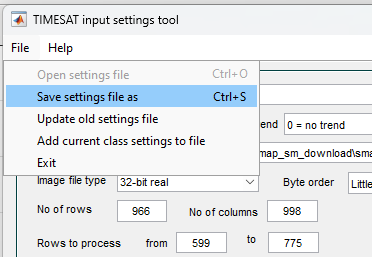 TIMESAT input settings tool
File Help
Open settings file Ctrl+O
Save settings file as Ctrl+S
Update old settings file
Add current class settings to file
Exit
end 0 = no trend
map_sm_download\sma
Image file type 32-bit real Byte order Little
No of rows 966 No of columns 998
Rows to process from 599 to 775